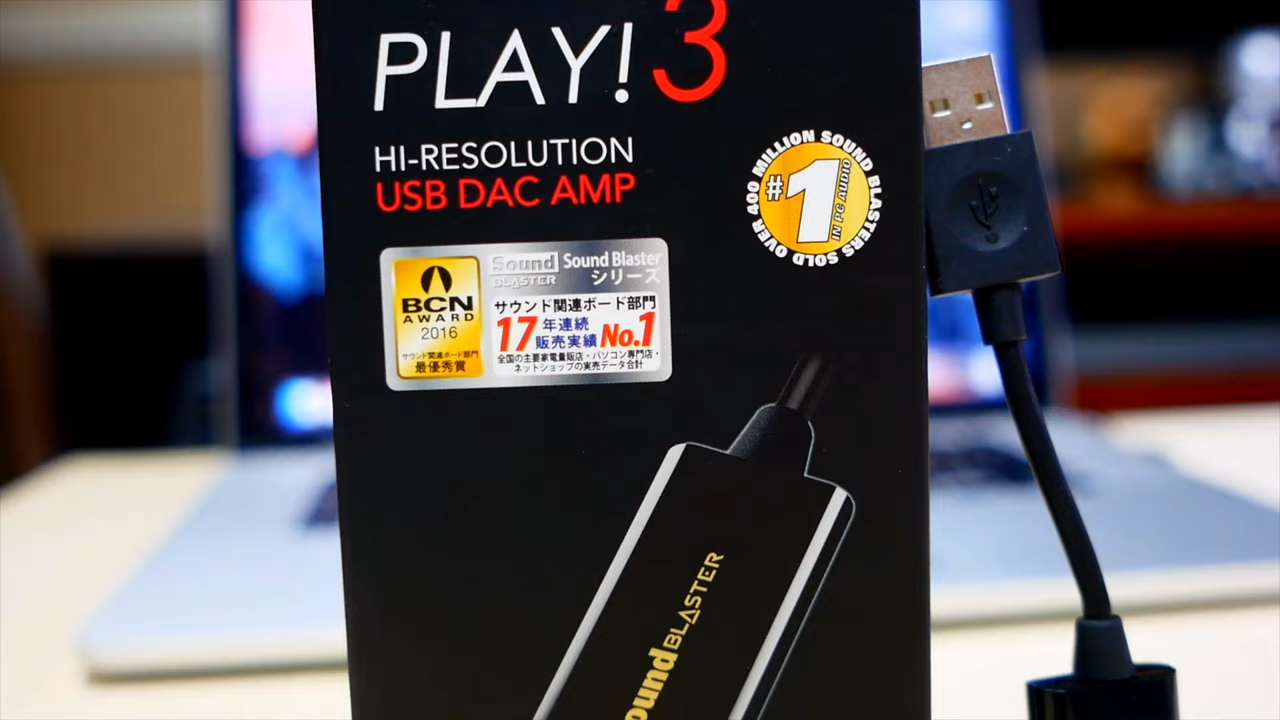 PLAY! 3
HI-RESOLUTION
USB DAC AMP
OVER 400 MILLION SOUND BLASTERS SOLD
#1
IN PC AUDIO
BCN
AWARD
2016
サウンド関連ボード部門
最優秀賞
Sound
BLASTER
Sound Blaster
シリーズ
サウンド関連ボード部門
17年連続
販売実績 No.1
全国の主要家電量販店・パソコン専門店・
ネットショップの実売データ合計
ound BLASTER